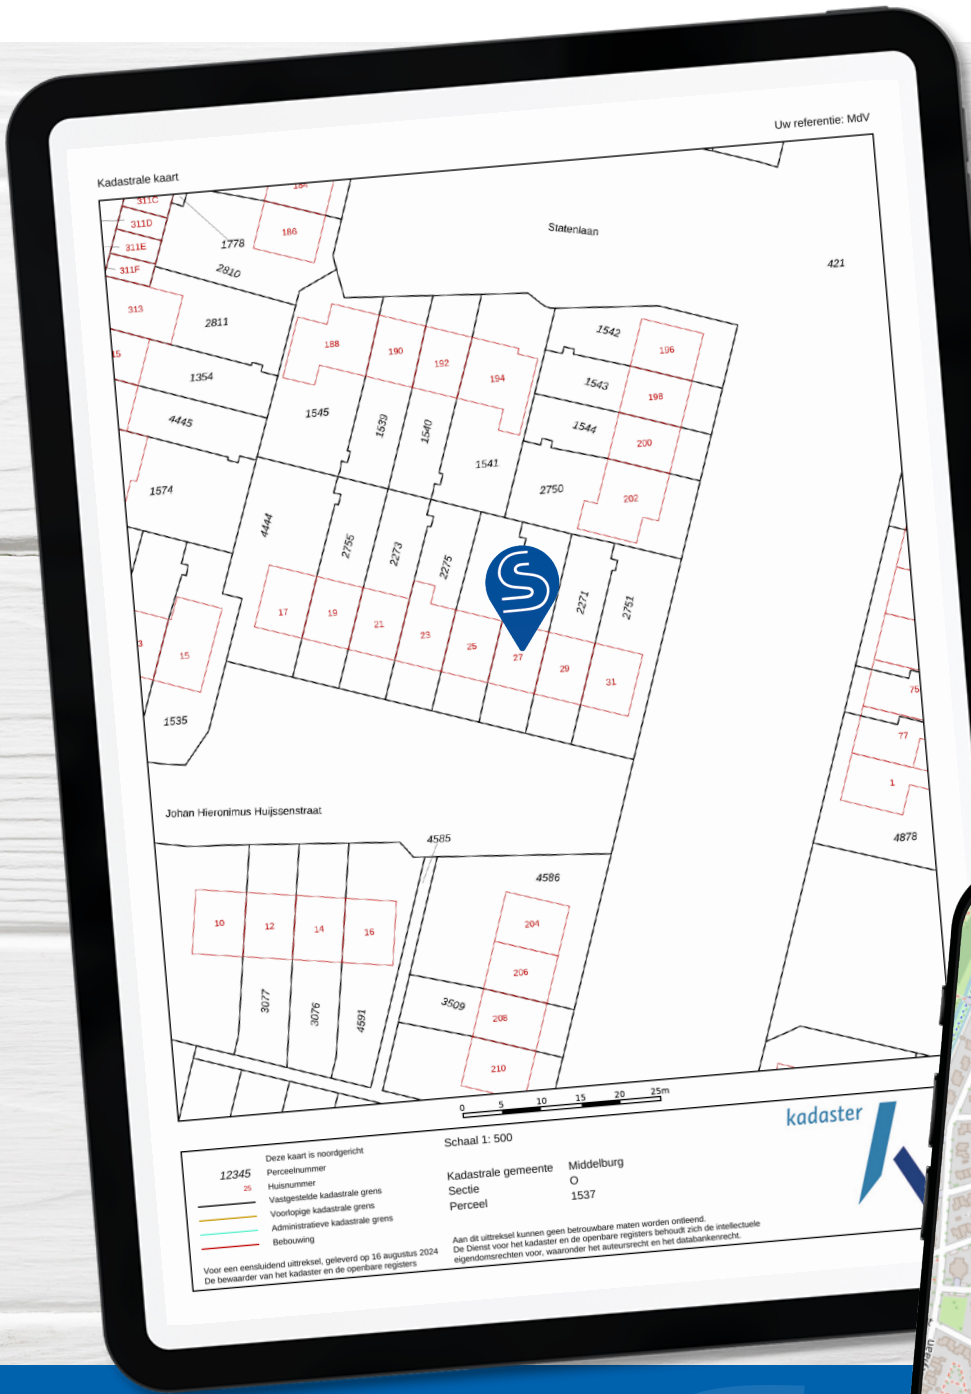 Uw referentie: MdV
Kadastrale kaart
Statenlaan
421
311C
311D
311E
311F
184
186
1778
2810
313
2811
15
1354
4445
1574
188
190
192
194
1545
1539
1540
1541
1542
196
1543
198
1544
200
2750
202
4444
2755
2273
2275
2271
2751
17
19
21
23
25
27
29
31
3
15
1535
75
77
1
4878
Johan Hieronimus Huijssenstraat
4585
4586
10
12
14
16
204
206
208
210
3077
3076
4591
3509
0 5 10 15 20 25m
Schaal 1: 500
kadaster
Deze kaart is noordgericht
12345 Perceelnummer
25 Huisnummer
Vastgestelde kadastrale grens
Voorlopige kadastrale grens
Administratieve kadastrale grens
Bebouwing
Kadastrale gemeente Middelburg
Sectie O
Perceel 1537
Voor een eensluidend uittreksel, geleverd op 16 augustus 2024
De bewaarder van het kadaster en de openbare registers
Aan dit uittreksel kunnen geen betrouwbare maten worden ontleend.
De Dienst voor het kadaster en de openbare registers behoudt zich de intellectuele
eigendomsrechten voor, waaronder het auteursrecht en het databankenrecht.